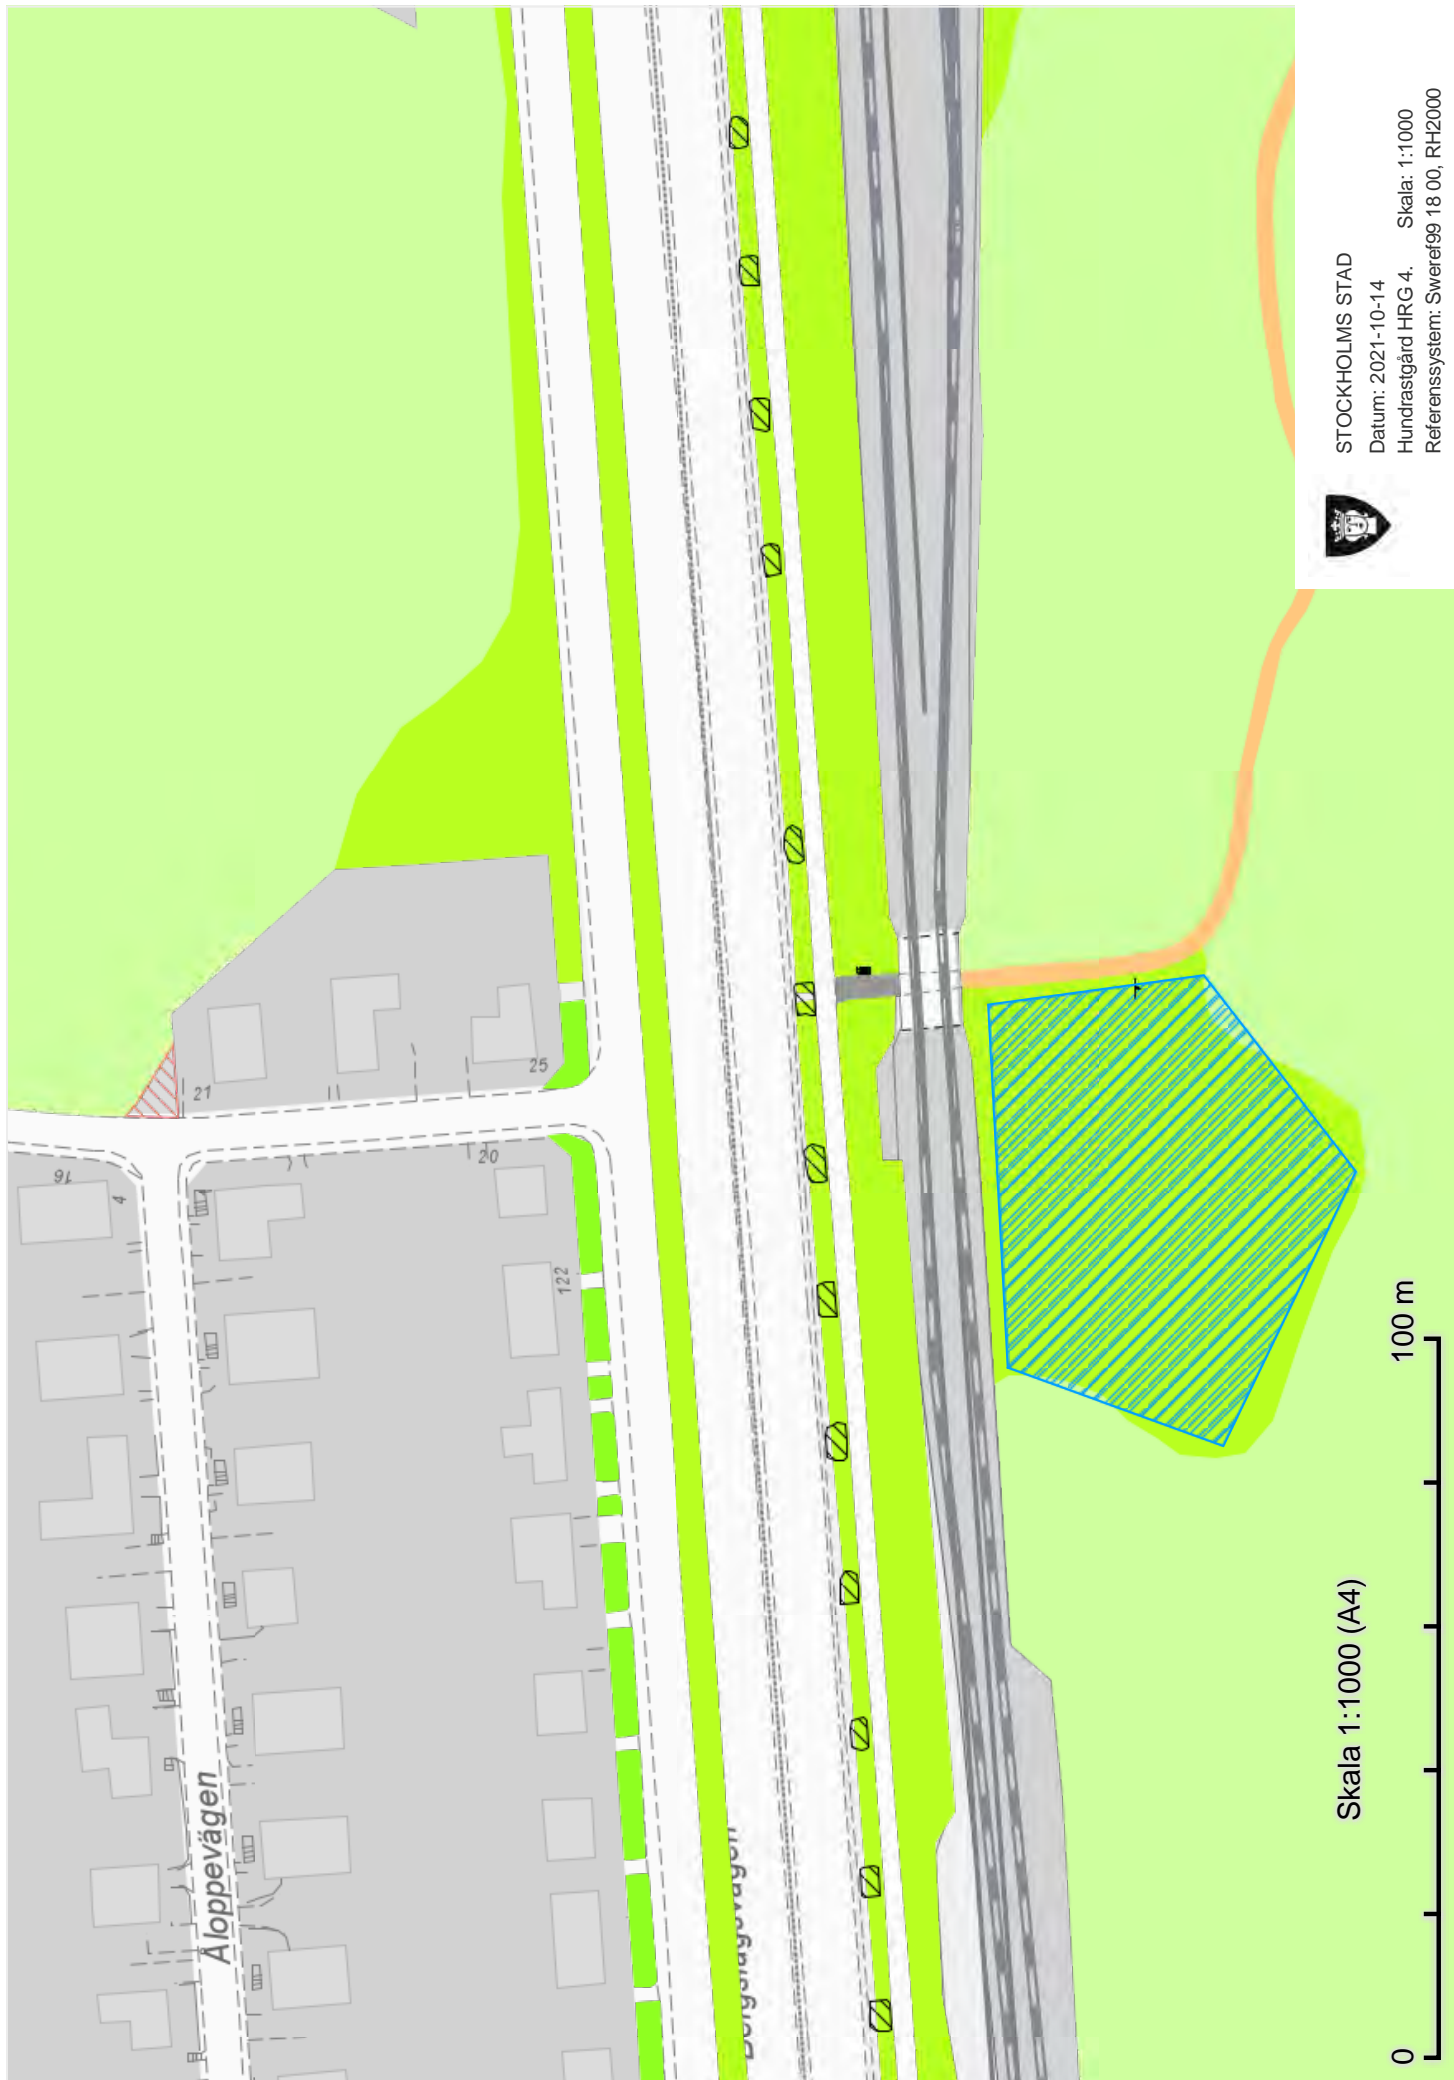 STOCKHOLMS STAD
Datum: 2021-10-14
Hundrastgård HRG 4. Skala: 1:1000
Referenssystem: Sweref99 18 00, RH2000
21
25
16
4
20
122
Åloppevägen
Skala 1:1000 (A4)
0
100 m